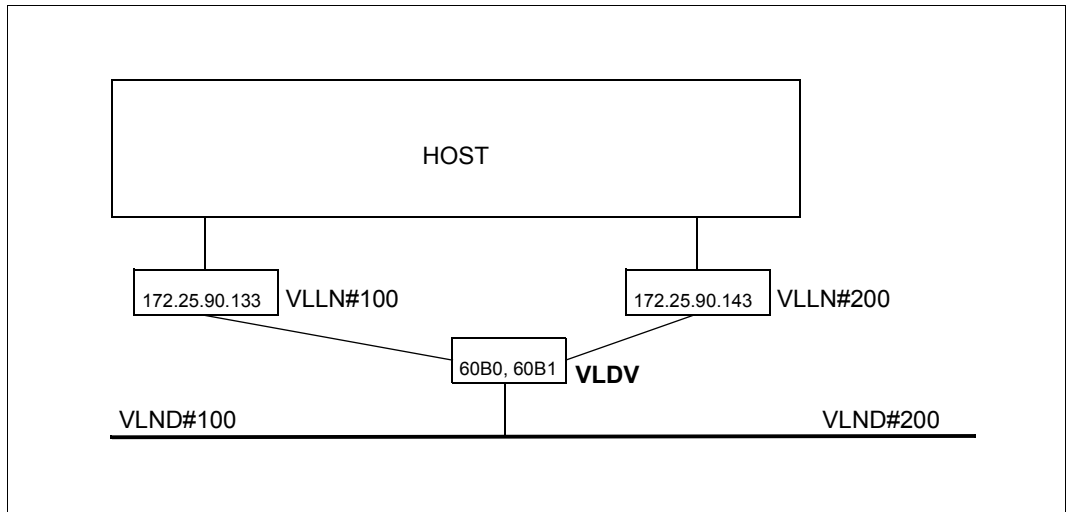 HOST
172.25.90.133
VLLN#100
172.25.90.143
VLLN#200
60B0, 60B1
VLDV
VLND#100
VLND#200